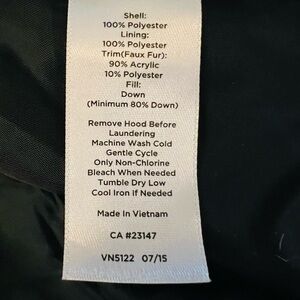 Shell:
100% Polyester
Lining:
100% Polyester
Trim(Faux Fur):
90% Acrylic
10% Polyester
Fill:
Down
(Minimum 80% Down)
Remove Hood Before
Laundering
Machine Wash Cold
Gentle Cycle
Only Non-Chlorine
Bleach When Needed
Tumble Dry Low
Cool Iron if Needed
Made in Vietnam
CA #23147
VN5122 07/15